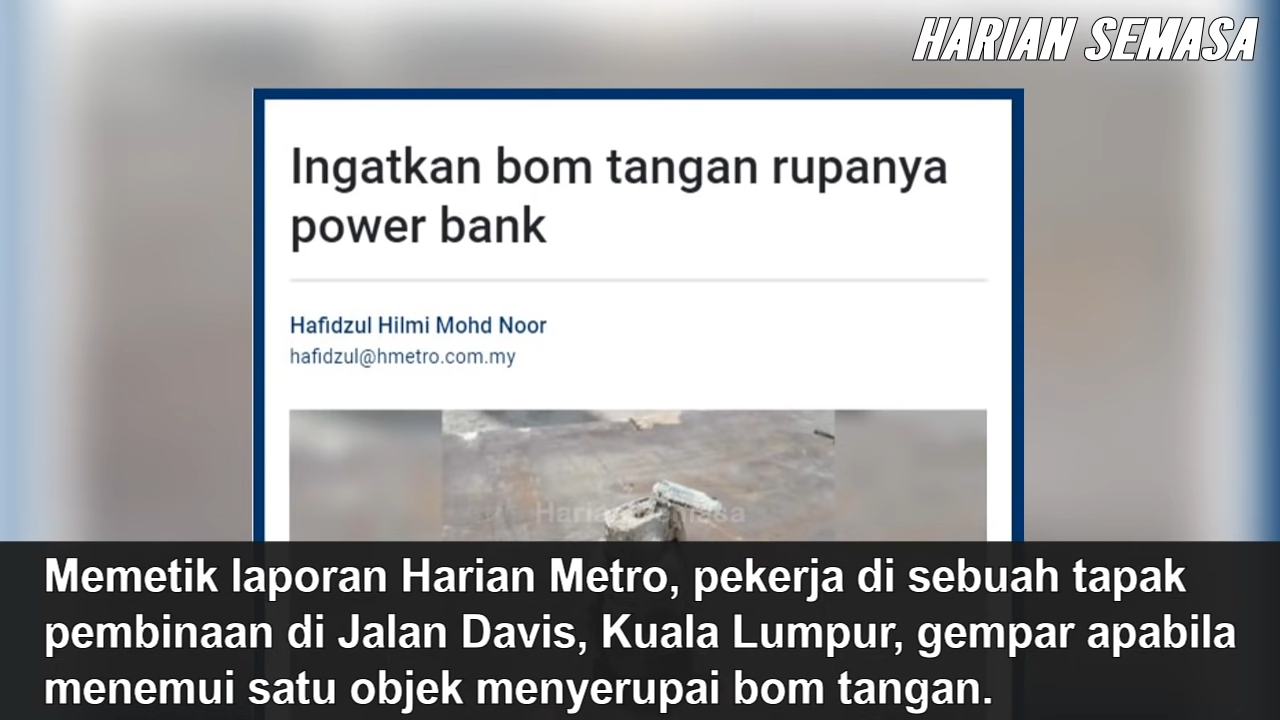 HARIAN SEMASA
Ingatkan bom tangan rupanya
power bank
Hafidzul Hilmi Mohd Noor
hafidzul@hmetro.com.my
Harian Semasa
Memetik laporan Harian Metro, pekerja di sebuah tapak
pembinaan di Jalan Davis, Kuala Lumpur, gempar apabila
menemui satu objek menyerupai bom tangan.